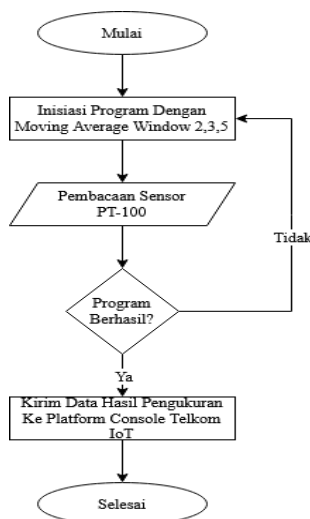 Mulai
Inisiasi Program Dengan
Moving Average Window 2,3,5
Pembacaan Sensor
PT-100
Tidak
Program
Berhasil?
Ya
Kirim Data Hasil Pengukuran
Ke Platform Console Telkom
IoT
Selesai